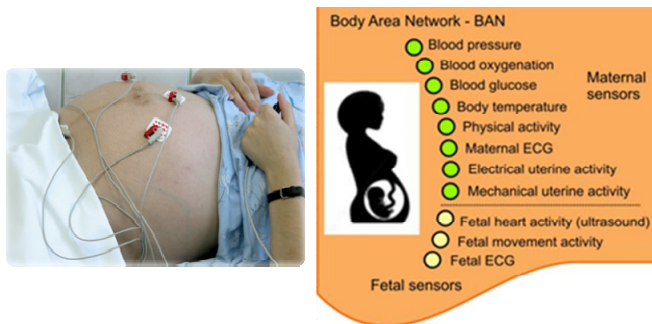 Body Area Network - BAN
Blood pressure
Blood oxygenation
Blood glucose
Body temperature
Physical activity
Maternal ECG
Electrical uterine activity
Mechanical uterine activity
Maternal
sensors
Fetal heart activity (ultrasound)
Fetal movement activity
Fetal ECG
Fetal sensors